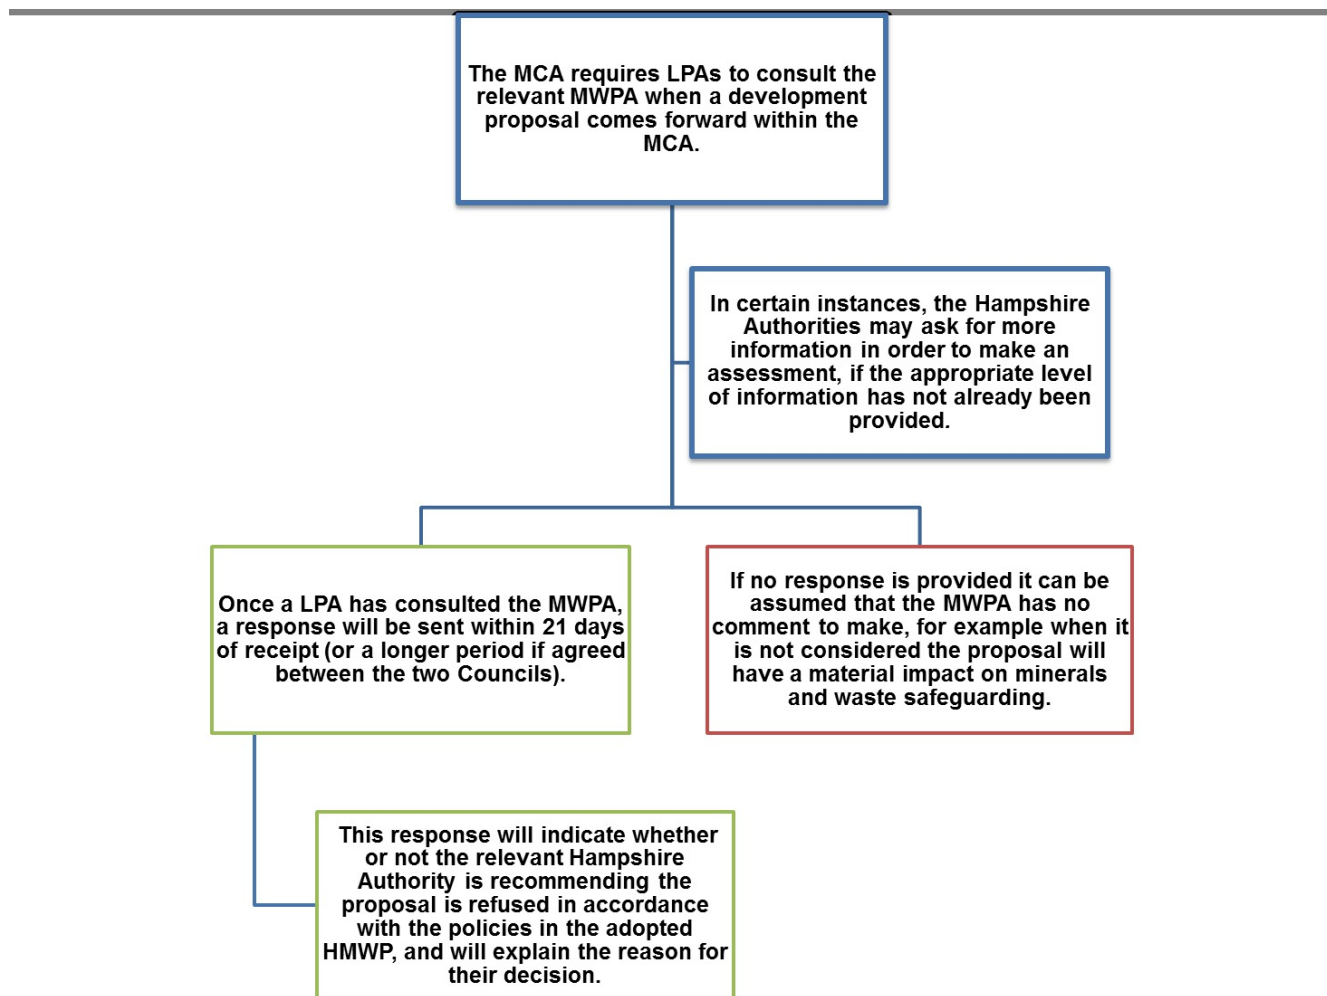 The MCA requires LPAs to consult the
relevant MWPA when a development
proposal comes forward within the
MCA.
In certain instances, the Hampshire
Authorities may ask for more
information in order to make an
assessment, if the appropriate level
of information has not already been
provided.
Once a LPA has consulted the MWPA,
a response will be sent within 21 days
of receipt (or a longer period if agreed
between the two Councils).
If no response is provided it can be
assumed that the MWPA has no
comment to make, for example when it
is not considered the proposal will
have a material impact on minerals
and waste safeguarding.
This response will indicate whether
or not the relevant Hampshire
Authority is recommending the
proposal is refused in accordance
with the policies in the adopted
HMWP, and will explain the reason for
their decision.